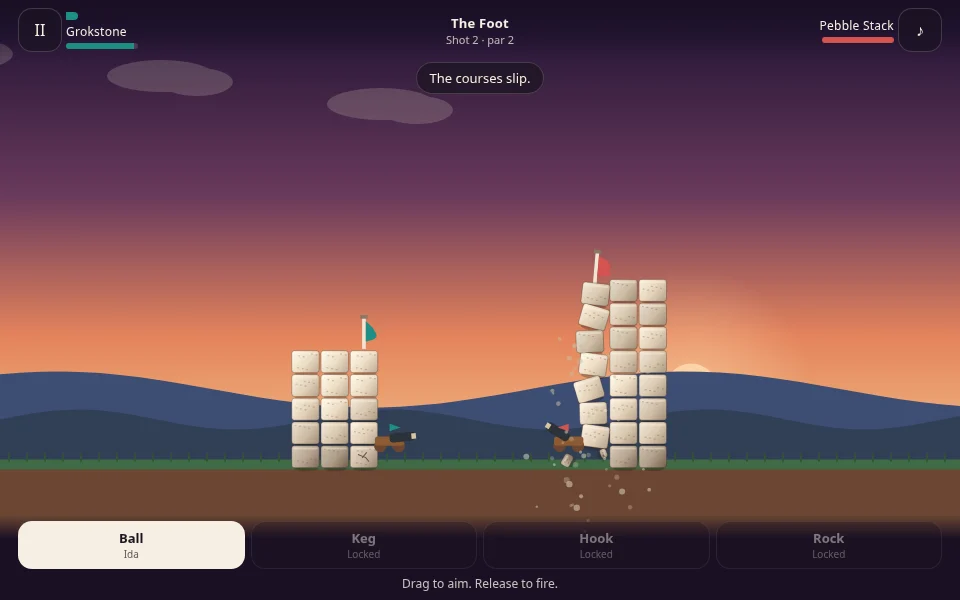 II
Grokstone
The Foot
Shot 2 · par 2
Pebble Stack
♪
The courses slip.
Ball
Ida
Keg
Locked
Hook
Locked
Rock
Locked
Drag to aim. Release to fire.